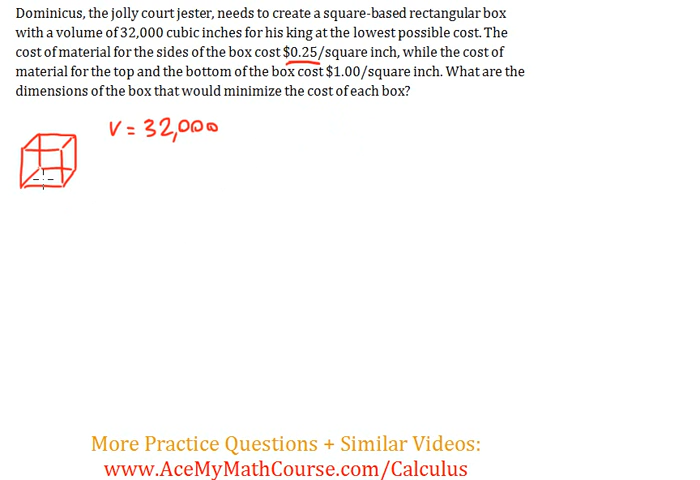 Dominicus, the jolly court jester, needs to create a square-based rectangular box
with a volume of 32,000 cubic inches for his king at the lowest possible cost. The
cost of material for the sides of the box cost $0.25/square inch, while the cost of
material for the top and the bottom of the box cost $1.00/square inch. What are the
dimensions of the box that would minimize the cost of each box?
V = 32,000
More Practice Questions + Similar Videos:
www.AceMyMathCourse.com/Calculus